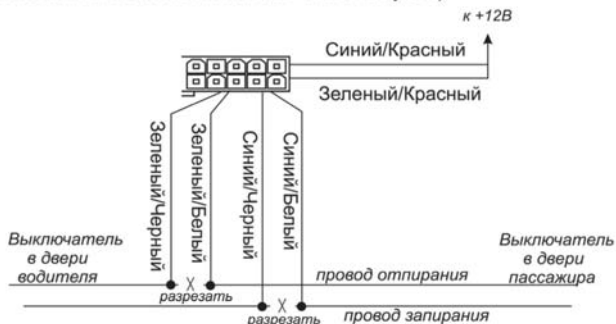 к +12В
Синий/Красный
Зеленый/Красный
Зеленый/Черный
Зеленый/Белый
Синий/Черный
Синий/Белый
Выключатель
в двери
водителя
Выключатель
в двери
пассажира
разрезать
провод отпирания
разрезать
провод запирания